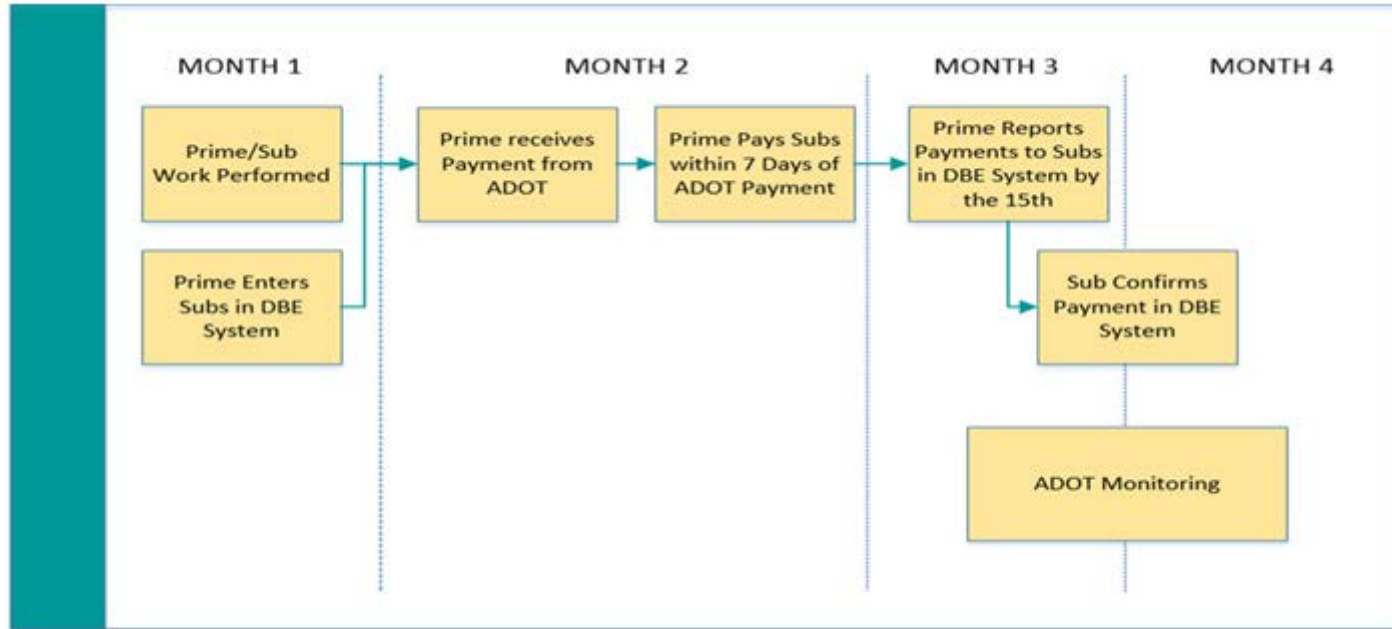 MONTH 1
MONTH 2
MONTH 3
MONTH 4
Prime/Sub
Work Performed
Prime Enters
Subs in DBE
System
Prime receives
Payment from
ADOT
Prime Pays Subs
within 7 Days of
ADOT Payment
Prime Reports
Payments to Subs
in DBE System by
the 15th
Sub Confirms
Payment in DBE
System
ADOT Monitoring